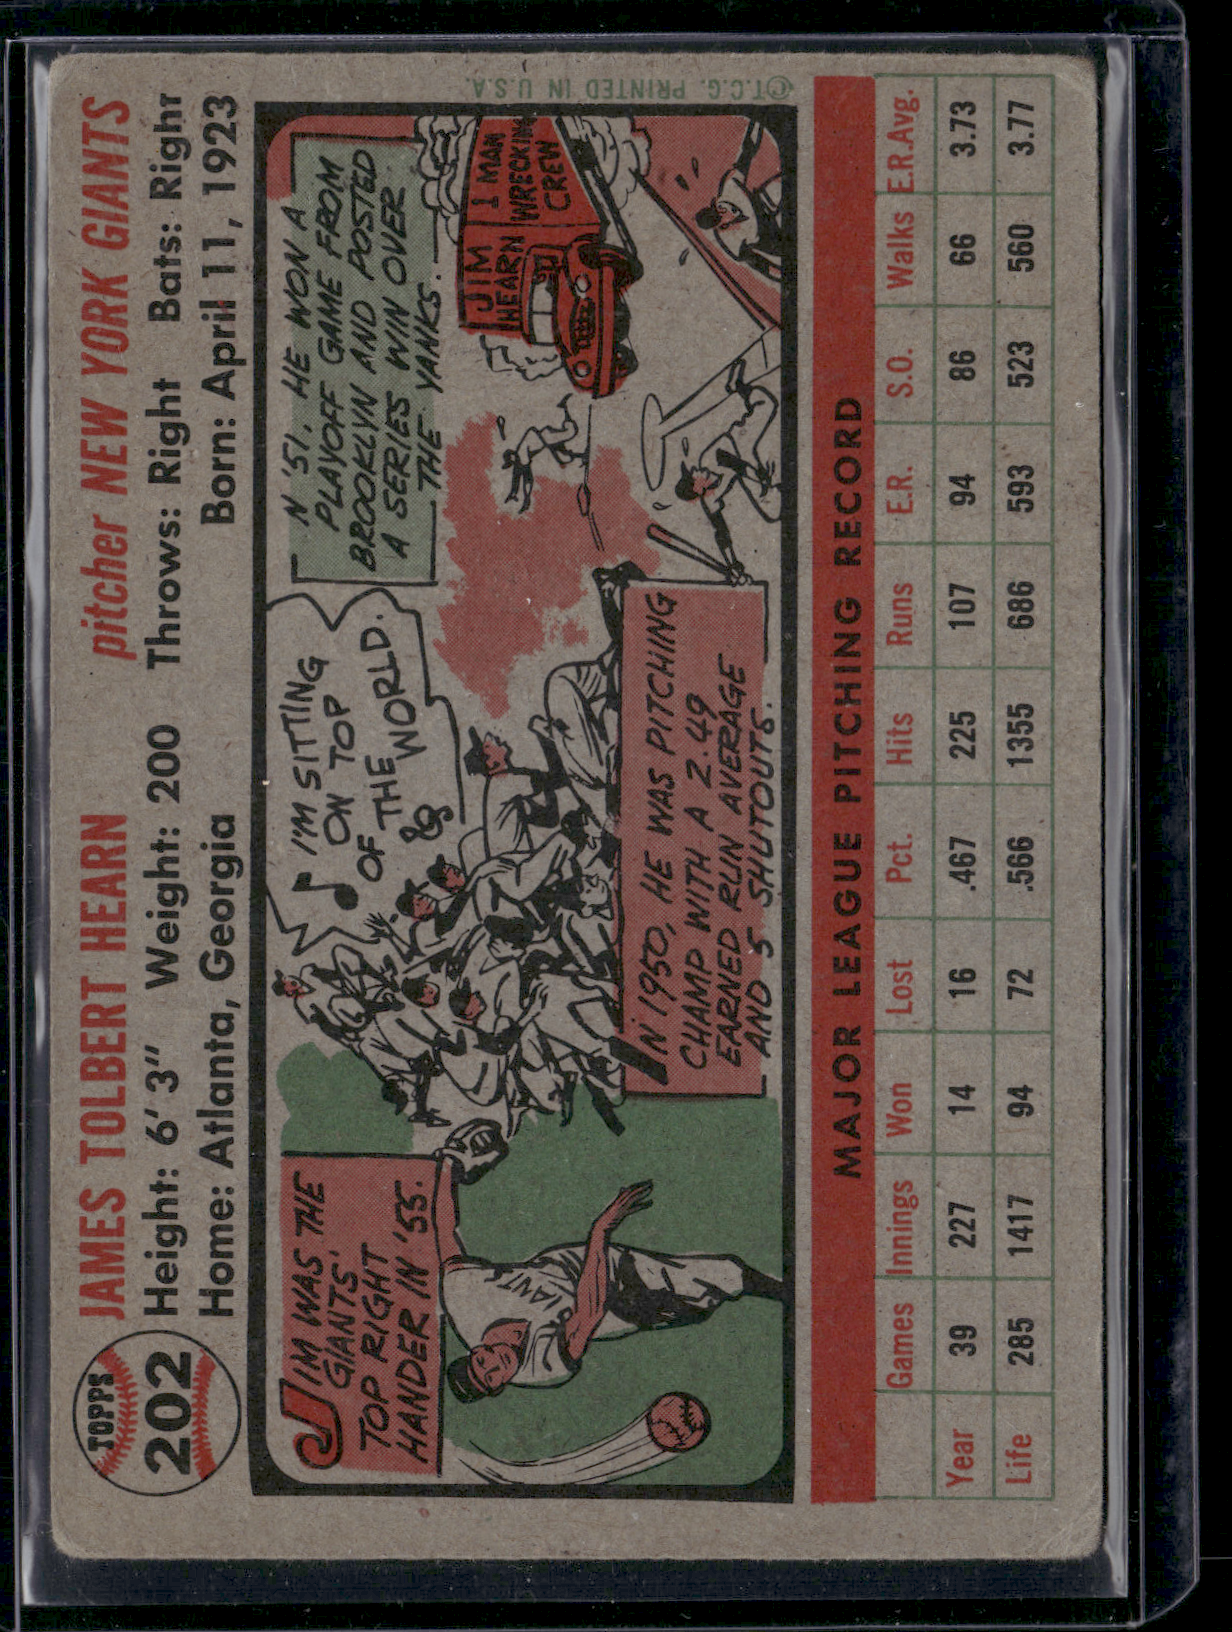 TOPPS
202
JAMES TOLBERT HEARN pitcher NEW YORK GIANTS
Height: 6' 3" Weight: 200 Throws: Right Bats: Right
Home: Atlanta, Georgia Born: April 11, 1923
JIM WAS THE
GIANTS'
TOP RIGHT
HANDER IN '55.
IANTS
I'M SITTING
ON TOP
OF THE
WORLD.
IN 1950, HE WAS PITCHING
CHAMP WITH A 2.49
EARNED RUN AVERAGE
AND 5 SHUTOUTS.
N '51, HE WON A
PLAYOFF GAME FROM
BROOKLYN AND POSTED
A SERIES WIN OVER
THE YANKS.
JIM
HEARN
1 MAN
WRECKIN
CREW
©T.C.G. PRINTED IN U.S.A.
MAJOR LEAGUE PITCHING RECORD
Games Innings Won Lost Pct. Hits Runs E.R. S.O. Walks E.R.Avg.
Year 39 227 14 16 .467 225 107 94 86 66 3.73
Life 285 1417 94 72 .566 1355 686 593 523 560 3.77